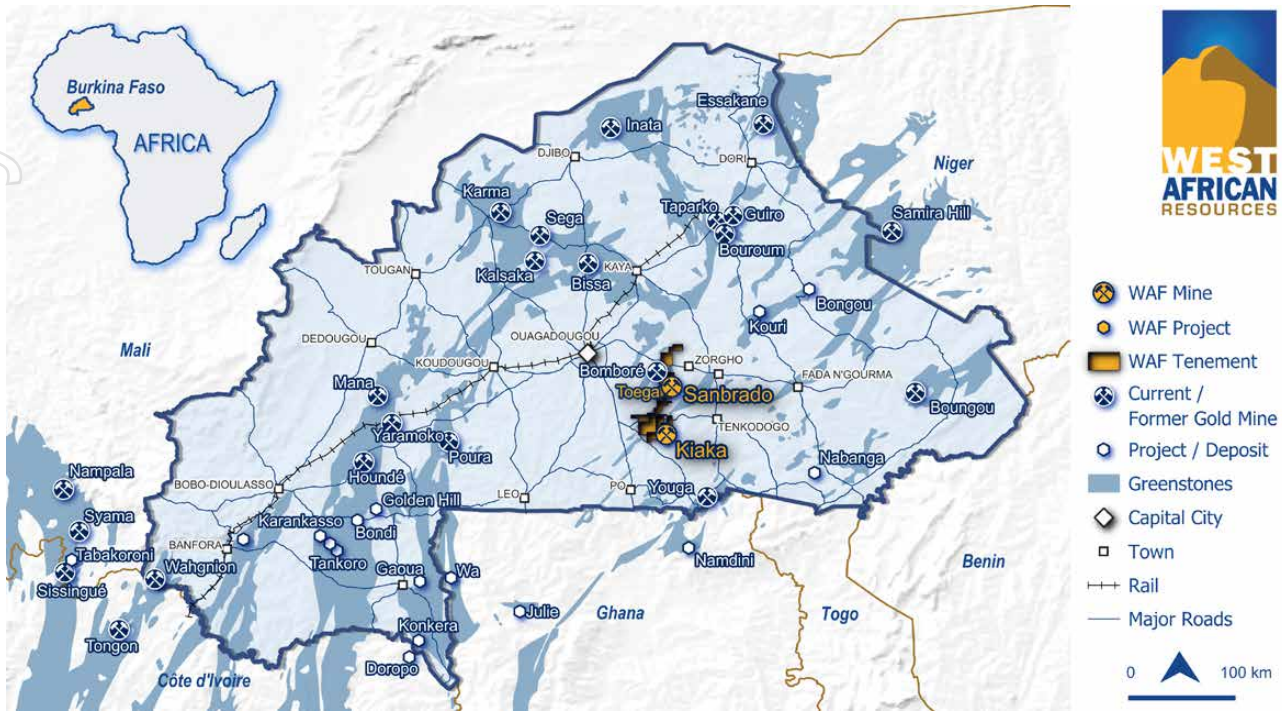 Burkina Faso
AFRICA
Essakane
Inata
DJIBO
DORI
Niger
Karma
Sega
Taparko
Guiro
Bouroum
Samira Hill
TOUGAN
Kalsaka
Bissa
KAYA
Bongou
Kouri
OUAGADOUGOU
DEDOUGOU
KOUDOUGOU
Mali
Bomboré
ZORGHO
FADA N'GOURMA
Toega
Sanbrado
Mana
Boungou
TENKODOGO
Kiaka
Yaramoko
Poura
Houndé
Nabanga
Nampala
BOBO-DIOULASSO
LEO
PO
Youga
Golden Hill
Syama
Karankasso
Bondi
BANFORA
Tankoro
Namdini
Tabakoroni
Wahgnion
Gaoua
Wa
Benin
Sissingué
Julie
Ghana
Togo
Tongon
Konkera
Doropo
Côte d'Ivoire
WEST
AFRICAN
RESOURCES
WAF Mine
WAF Project
WAF Tenement
Current /
Former Gold Mine
Project / Deposit
Greenstones
Capital City
Town
Rail
Major Roads
0 100 km